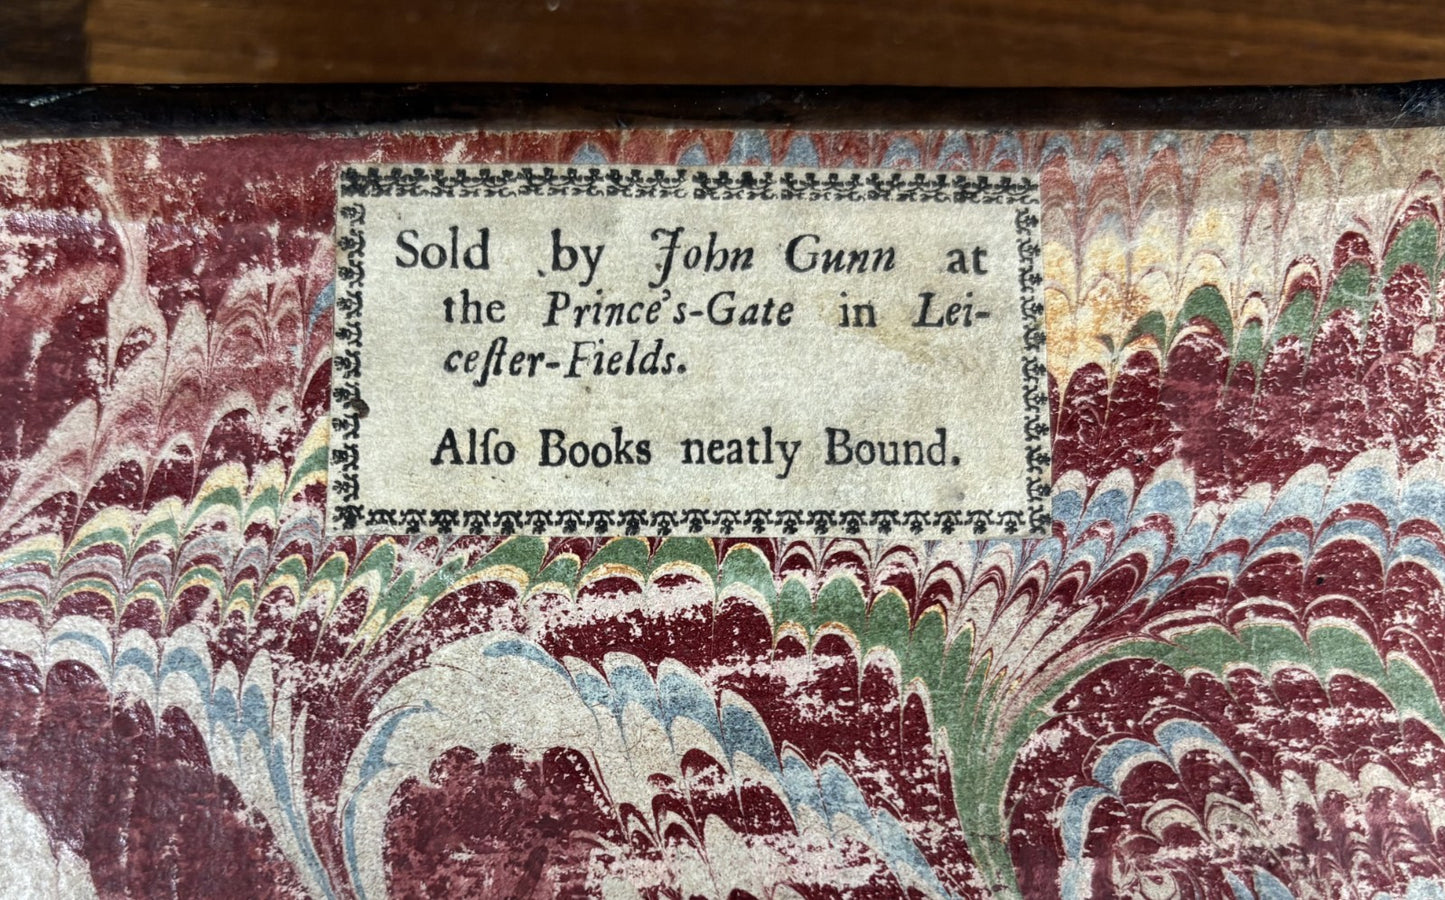 Sold by John Gunn at
the Prince's-Gate in Lei-
ceſter-Fields.
Alſo Books neatly Bound.